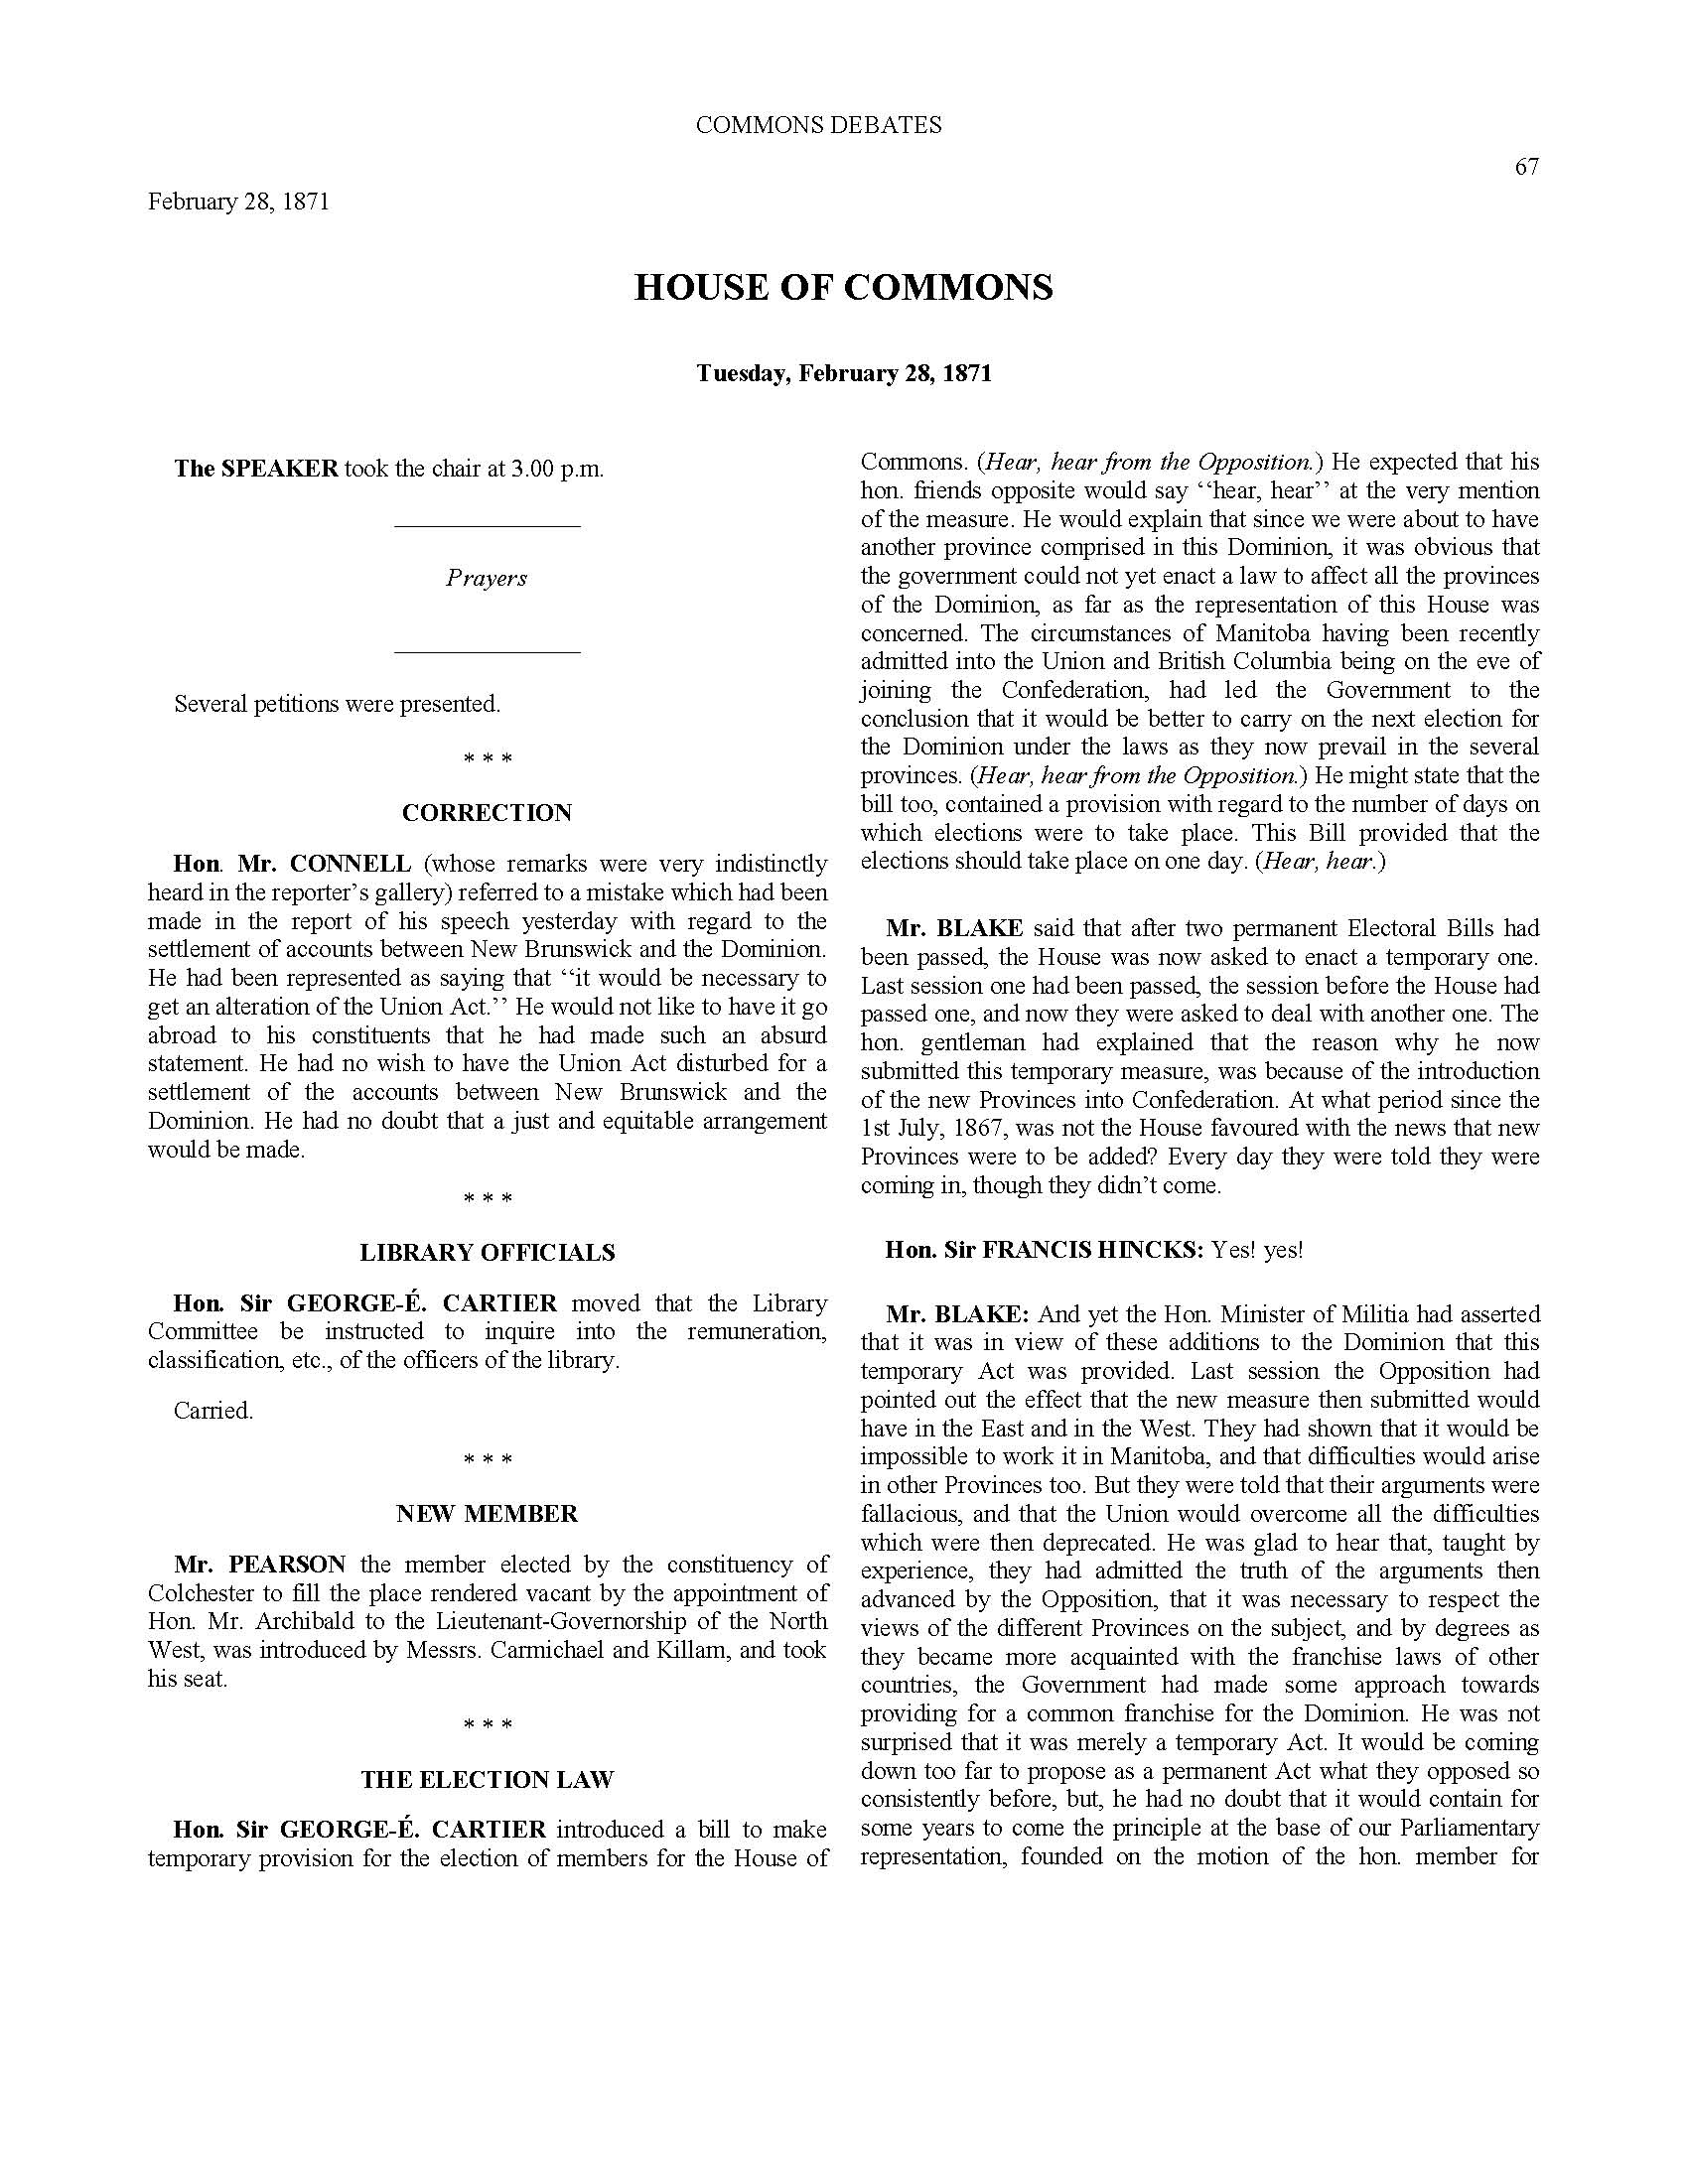 COMMONS DEBATES
67
February 28, 1871
HOUSE OF COMMONS
Tuesday, February 28, 1871
The SPEAKER took the chair at 3.00 p.m.
Prayers
Several petitions were presented.
* * *
CORRECTION
Hon. Mr. CONNELL (whose remarks were very indistinctly
heard in the reporter’s gallery) referred to a mistake which had been
made in the report of his speech yesterday with regard to the
settlement of accounts between New Brunswick and the Dominion.
He had been represented as saying that ‘‘it would be necessary to
get an alteration of the Union Act.’’ He would not like to have it go
abroad to his constituents that he had made such an absurd
statement. He had no wish to have the Union Act disturbed for a
settlement of the accounts between New Brunswick and the
Dominion. He had no doubt that a just and equitable arrangement
would be made.
* * *
LIBRARY OFFICIALS
Hon. Sir GEORGE-É. CARTIER moved that the Library
Committee be instructed to inquire into the remuneration,
classification, etc., of the officers of the library.
Carried.
* * *
NEW MEMBER
Mr. PEARSON the member elected by the constituency of
Colchester to fill the place rendered vacant by the appointment of
Hon. Mr. Archibald to the Lieutenant-Governorship of the North
West, was introduced by Messrs. Carmichael and Killam, and took
his seat.
* * *
THE ELECTION LAW
Hon. Sir GEORGE-É. CARTIER introduced a bill to make
temporary provision for the election of members for the House of
Commons. (Hear, hear from the Opposition.) He expected that his
hon. friends opposite would say ‘‘hear, hear’’ at the very mention
of the measure. He would explain that since we were about to have
another province comprised in this Dominion, it was obvious that
the government could not yet enact a law to affect all the provinces
of the Dominion, as far as the representation of this House was
concerned. The circumstances of Manitoba having been recently
admitted into the Union and British Columbia being on the eve of
joining the Confederation, had led the Government to the
conclusion that it would be better to carry on the next election for
the Dominion under the laws as they now prevail in the several
provinces. (Hear, hear from the Opposition.) He might state that the
bill too, contained a provision with regard to the number of days on
which elections were to take place. This Bill provided that the
elections should take place on one day. (Hear, hear.)
Mr. BLAKE said that after two permanent Electoral Bills had
been passed, the House was now asked to enact a temporary one.
Last session one had been passed, the session before the House had
passed one, and now they were asked to deal with another one. The
hon. gentleman had explained that the reason why he now
submitted this temporary measure, was because of the introduction
of the new Provinces into Confederation. At what period since the
1st July, 1867, was not the House favoured with the news that new
Provinces were to be added? Every day they were told they were
coming in, though they didn’t come.
Hon. Sir FRANCIS HINCKS: Yes! yes!
Mr. BLAKE: And yet the Hon. Minister of Militia had asserted
that it was in view of these additions to the Dominion that this
temporary Act was provided. Last session the Opposition had
pointed out the effect that the new measure then submitted would
have in the East and in the West. They had shown that it would be
impossible to work it in Manitoba, and that difficulties would arise
in other Provinces too. But they were told that their arguments were
fallacious, and that the Union would overcome all the difficulties
which were then deprecated. He was glad to hear that, taught by
experience, they had admitted the truth of the arguments then
advanced by the Opposition, that it was necessary to respect the
views of the different Provinces on the subject, and by degrees as
they became more acquainted with the franchise laws of other
countries, the Government had made some approach towards
providing for a common franchise for the Dominion. He was not
surprised that it was merely a temporary Act. It would be coming
down too far to propose as a permanent Act what they opposed so
consistently before, but, he had no doubt that it would contain for
some years to come the principle at the base of our Parliamentary
representation, founded on the motion of the hon. member for